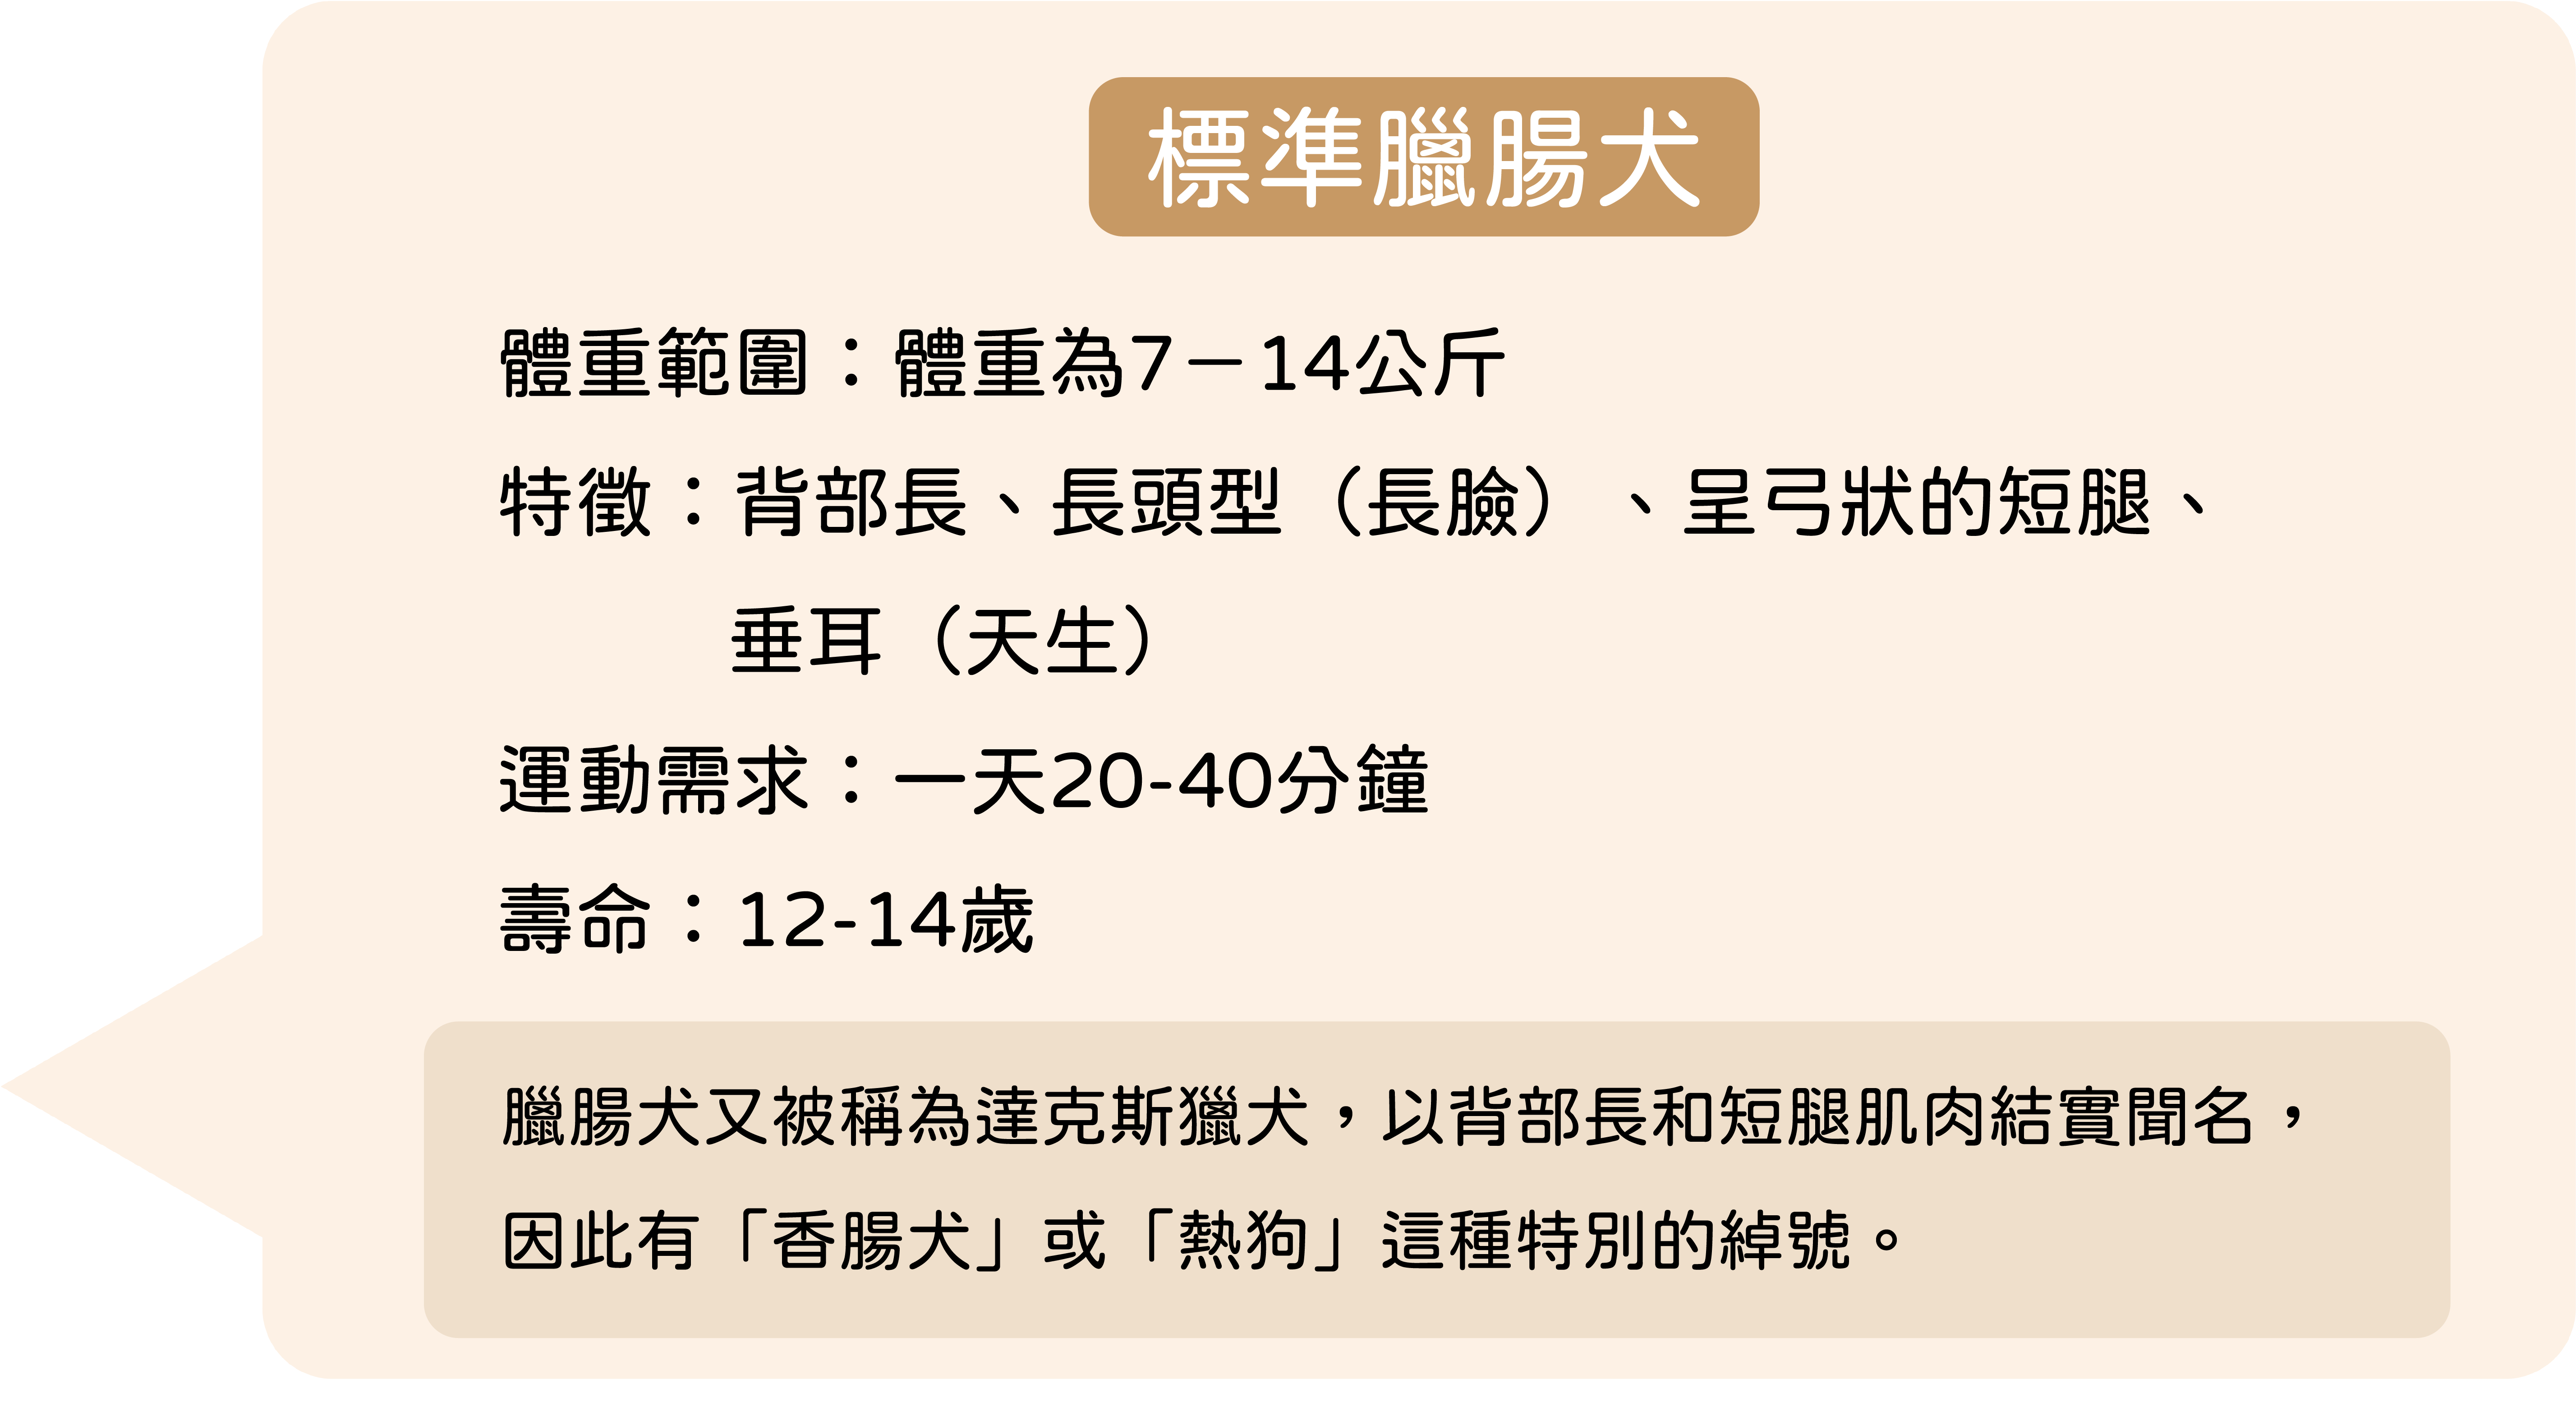 標準臘腸犬
體重範圍：體重為7－14公斤
特徵：背部長、長頭型（長臉）、呈弓狀的短腿、
垂耳（天生）
運動需求：一天20-40分鐘
壽命：12-14歲
臘腸犬又被稱為達克斯獵犬，以背部長和短腿肌肉結實聞名，
因此有「香腸犬」或「熱狗」這種特別的綽號。